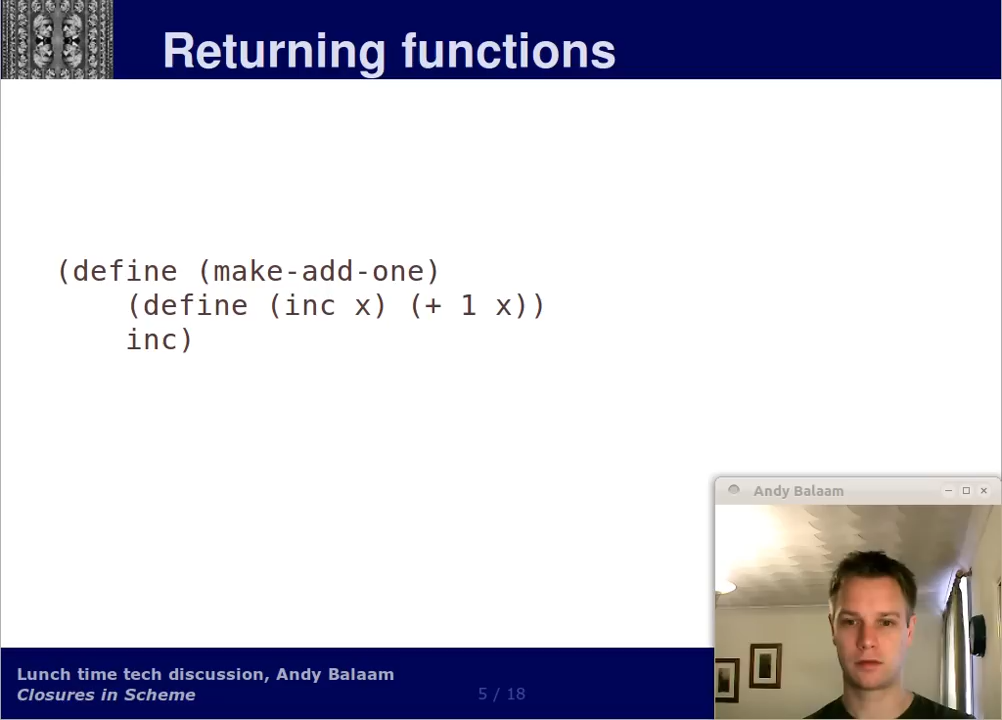 Returning functions
(define (make-add-one)
    (define (inc x) (+ 1 x))
    inc)
Andy Balaam
Lunch time tech discussion, Andy Balaam
Closures in Scheme
5 / 18